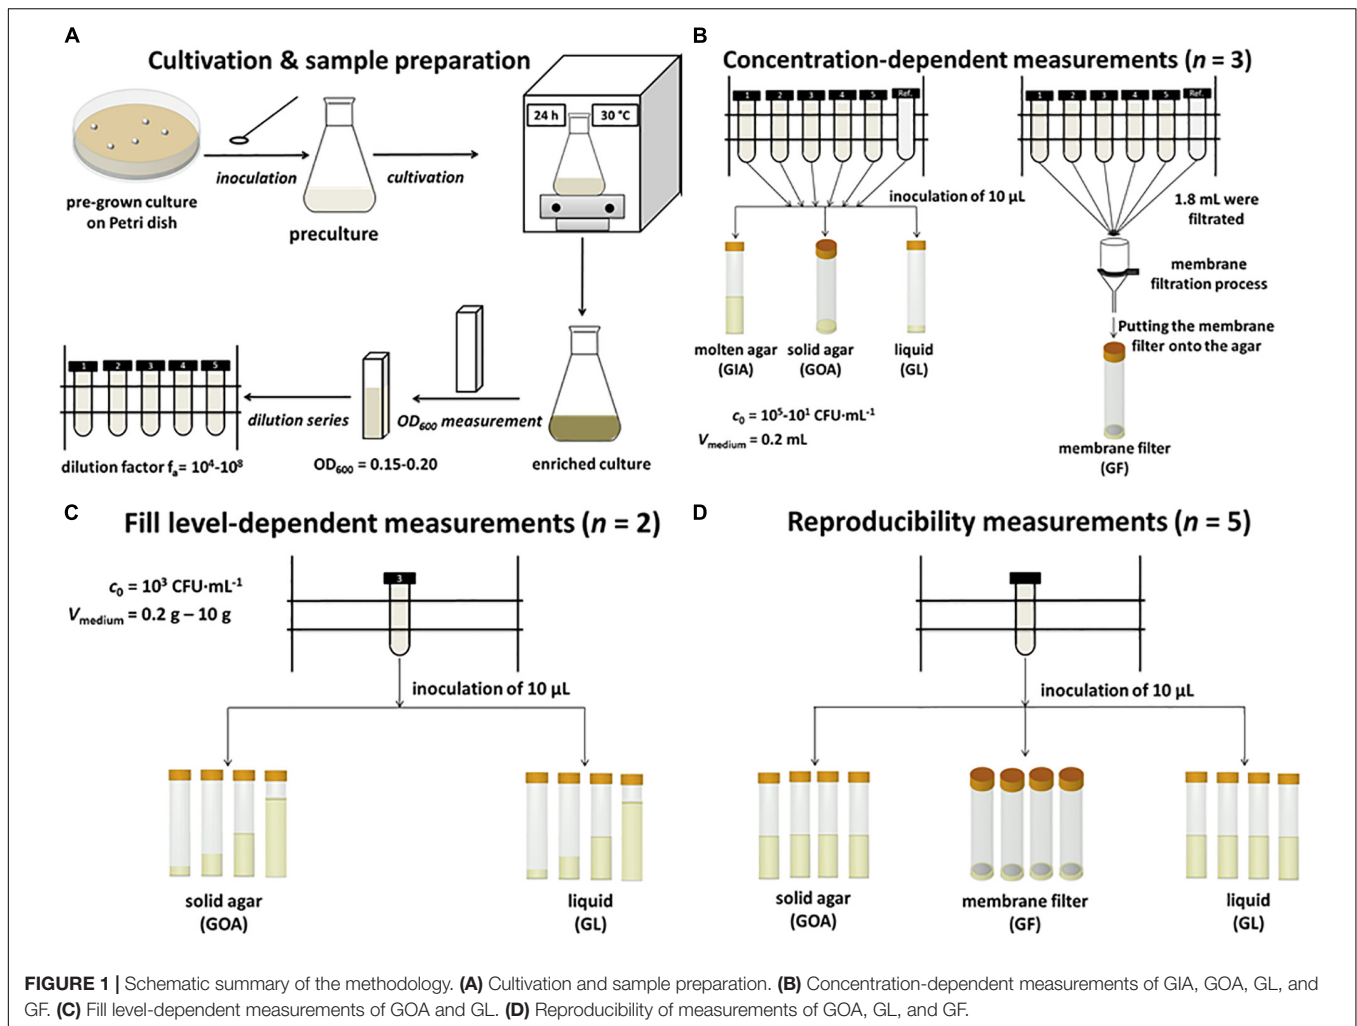 A
Cultivation & sample preparation
pre-grown culture
on Petri dish
inoculation
preculture
cultivation
24 h
30 °C
1 2 3 4 5
dilution factor fₐ= 10⁴-10⁸
dilution series
OD₆₀₀ = 0.15-0.20
OD₆₀₀ measurement
enriched culture
B
Concentration-dependent measurements (n = 3)
1 2 3 4 5 Ref.
1 2 3 4 5 Ref.
inoculation of 10 µL
1.8 mL were
filtrated
membrane
filtration process
Putting the membrane
filter onto the agar
molten agar
(GIA)
solid agar
(GOA)
liquid
(GL)
c₀ = 10⁵-10¹ CFU·mL⁻¹
Vmedium = 0.2 mL
membrane filter
(GF)
C
Fill level-dependent measurements (n = 2)
c₀ = 10³ CFU·mL⁻¹
Vmedium = 0.2 g – 10 g
3
inoculation of 10 µL
solid agar
(GOA)
liquid
(GL)
D
Reproducibility measurements (n = 5)
inoculation of 10 µL
solid agar
(GOA)
membrane filter
(GF)
liquid
(GL)
FIGURE 1 | Schematic summary of the methodology. (A) Cultivation and sample preparation. (B) Concentration-dependent measurements of GIA, GOA, GL, and
GF. (C) Fill level-dependent measurements of GOA and GL. (D) Reproducibility of measurements of GOA, GL, and GF.